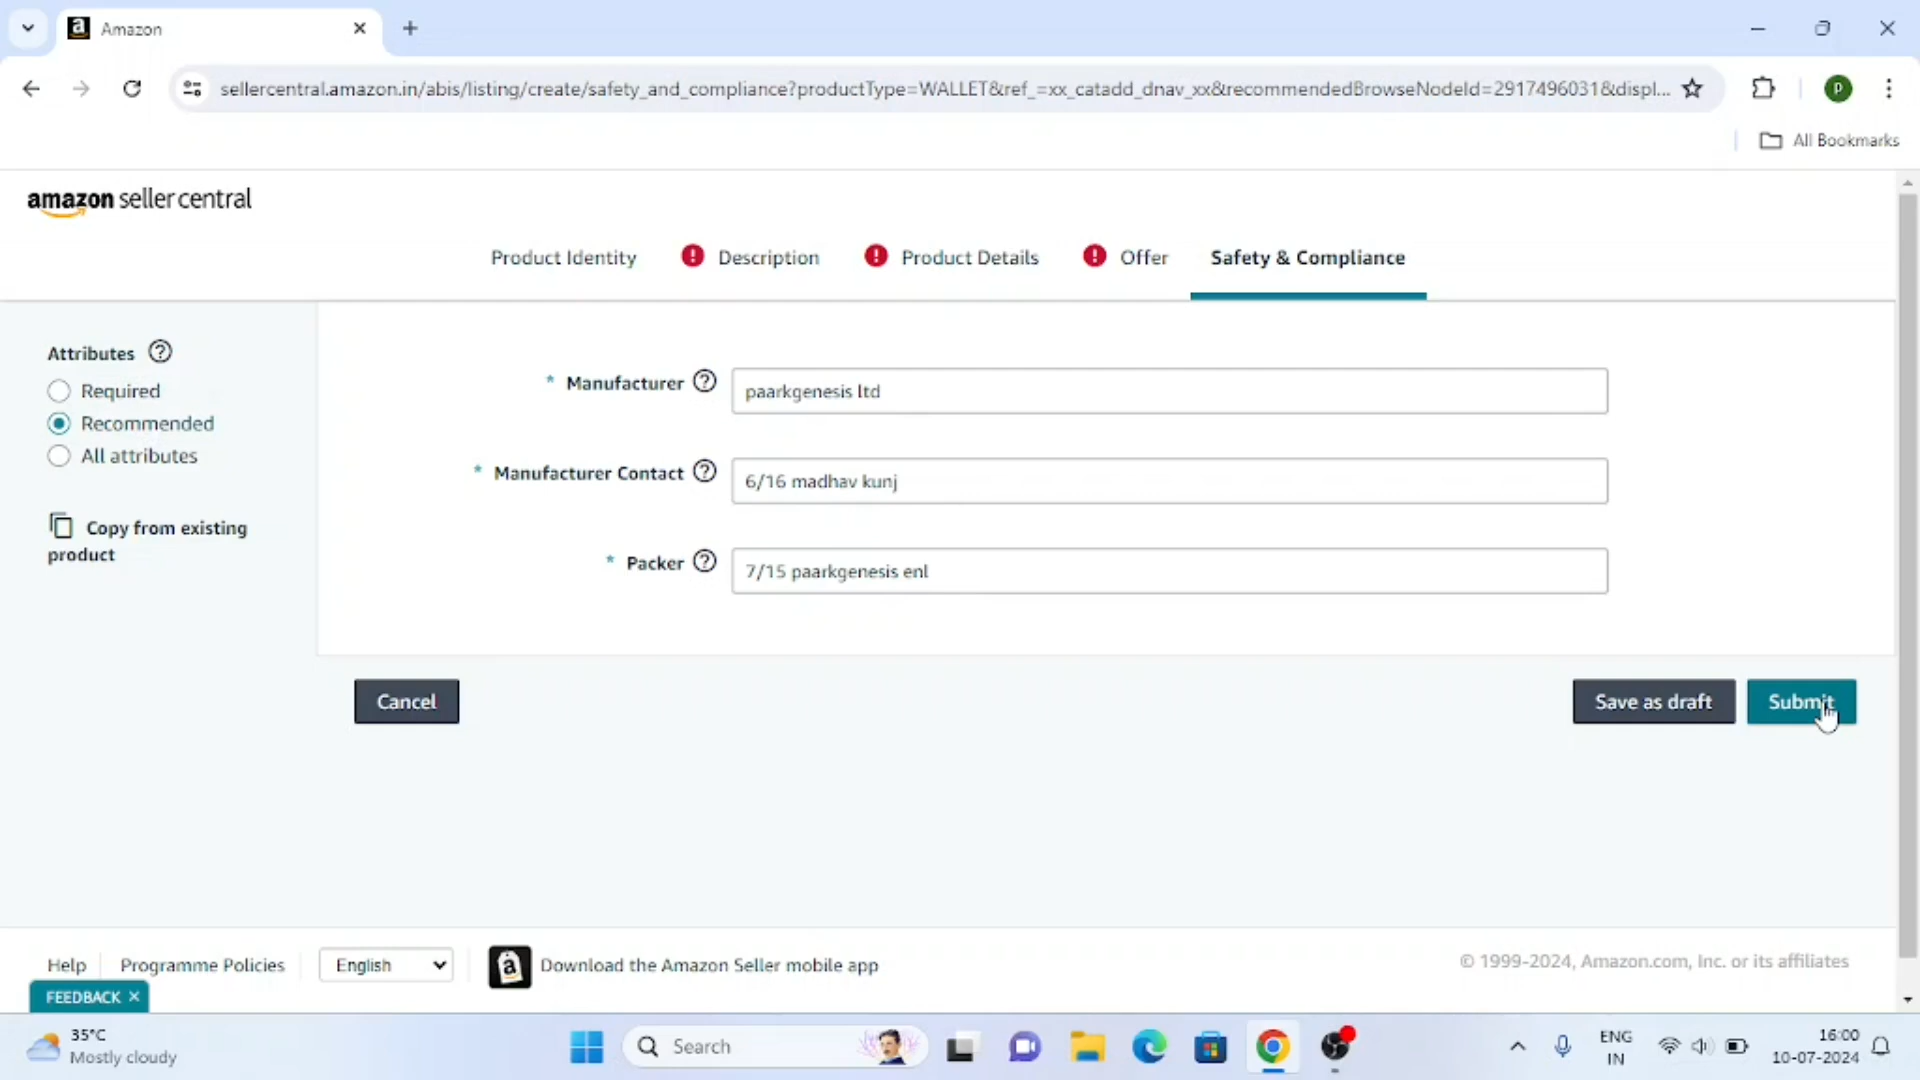 Amazon
sellercentral.amazon.in/abis/listing/create/safety_and_compliance?productType=WALLET&ref_=xx_catadd_dnav_xx&recommendedBrowseNodeId=2917496031&displ...
P
All Bookmarks
amazon seller central
Product Identity ! Description ! Product Details ! Offer Safety & Compliance
Attributes ?
Required
Recommended
All attributes
Copy from existing
product
* Manufacturer ? paarkgenesis ltd
* Manufacturer Contact ? 6/16 madhav kunj
* Packer ? 7/15 paarkgenesis enl
Cancel Save as draft Submit
Help Programme Policies English Download the Amazon Seller mobile app © 1999-2024, Amazon.com, Inc. or its affiliates
FEEDBACK ×
35°C
Mostly cloudy
Search
ENG
IN
16:00
10-07-2024